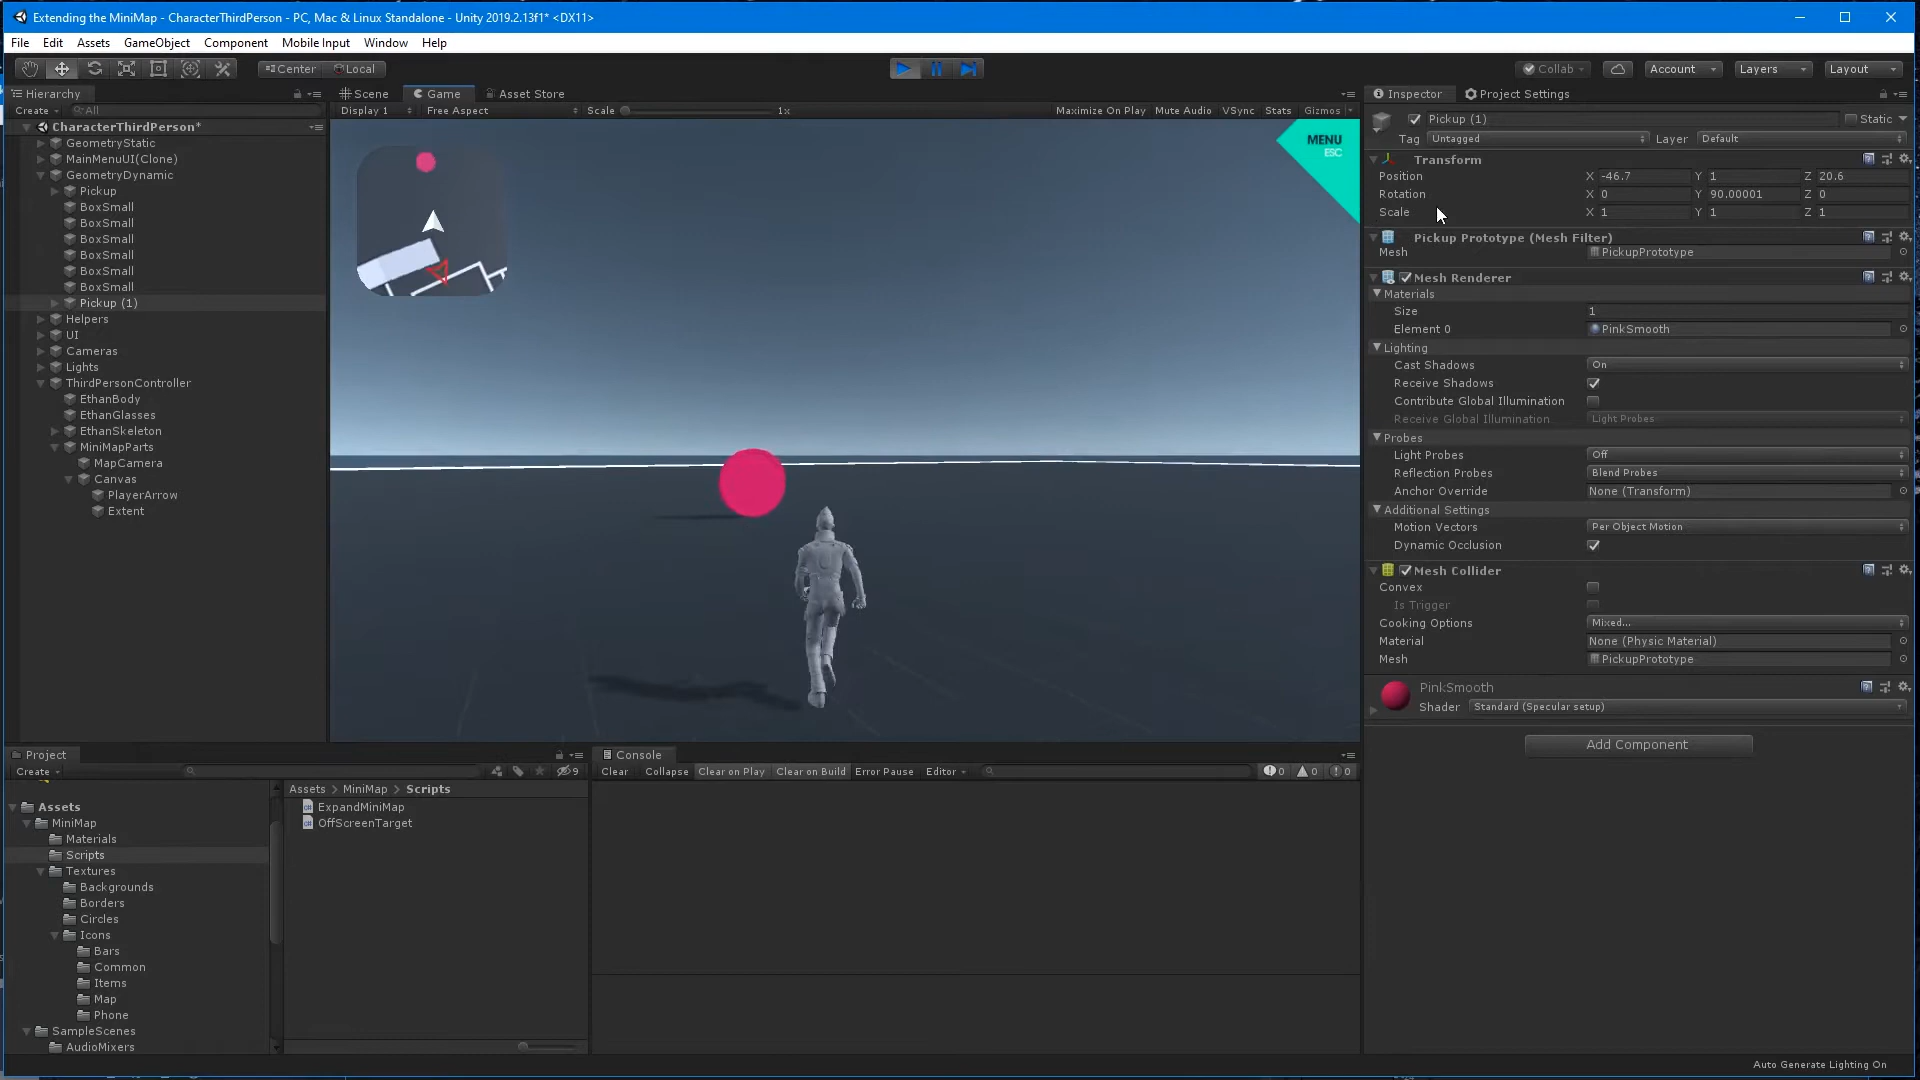 Extending the MiniMap - CharacterThirdPerson - PC, Mac & Linux Standalone - Unity 2019.2.13f1* <DX11>
File Edit Assets GameObject Component Mobile Input Window Help
Center Local Collab Account Layers Layout
Hierarchy
Create All
CharacterThirdPerson*
GeometryStatic
MainMenuUI(Clone)
GeometryDynamic
Pickup
BoxSmall
BoxSmall
BoxSmall
BoxSmall
BoxSmall
BoxSmall
Pickup (1)
Helpers
UI
Cameras
Lights
ThirdPersonController
EthanBody
EthanGlasses
EthanSkeleton
MiniMapParts
MapCamera
Canvas
PlayerArrow
Extent
Scene Game Asset Store
Display 1 Free Aspect Scale 1x Maximize On Play Mute Audio VSync Stats Gizmos
MENU
ESC
Inspector Project Settings
Pickup (1) Static
Tag Untagged Layer Default
Transform
Position X -46.7 Y 1 Z 20.6
Rotation X 0 Y 90.00001 Z 0
Scale X 1 Y 1 Z 1
Pickup Prototype (Mesh Filter)
Mesh PickupPrototype
Mesh Renderer
Materials
Size 1
Element 0 PinkSmooth
Lighting
Cast Shadows On
Receive Shadows
Contribute Global Illumination
Receive Global Illumination Light Probes
Probes
Light Probes Off
Reflection Probes Blend Probes
Anchor Override None (Transform)
Additional Settings
Motion Vectors Per Object Motion
Dynamic Occlusion
Mesh Collider
Convex
Is Trigger
Cooking Options Mixed...
Material None (Physic Material)
Mesh PickupPrototype
PinkSmooth
Shader Standard (Specular setup)
Add Component
Project
Create 9
Assets
MiniMap
Materials
Scripts
Textures
Backgrounds
Borders
Circles
Icons
Bars
Common
Items
Map
Phone
SampleScenes
AudioMixers
Assets > MiniMap > Scripts
ExpandMiniMap
OffScreenTarget
Console
Clear Collapse Clear on Play Clear on Build Error Pause Editor 0 0 0
Auto Generate Lighting On